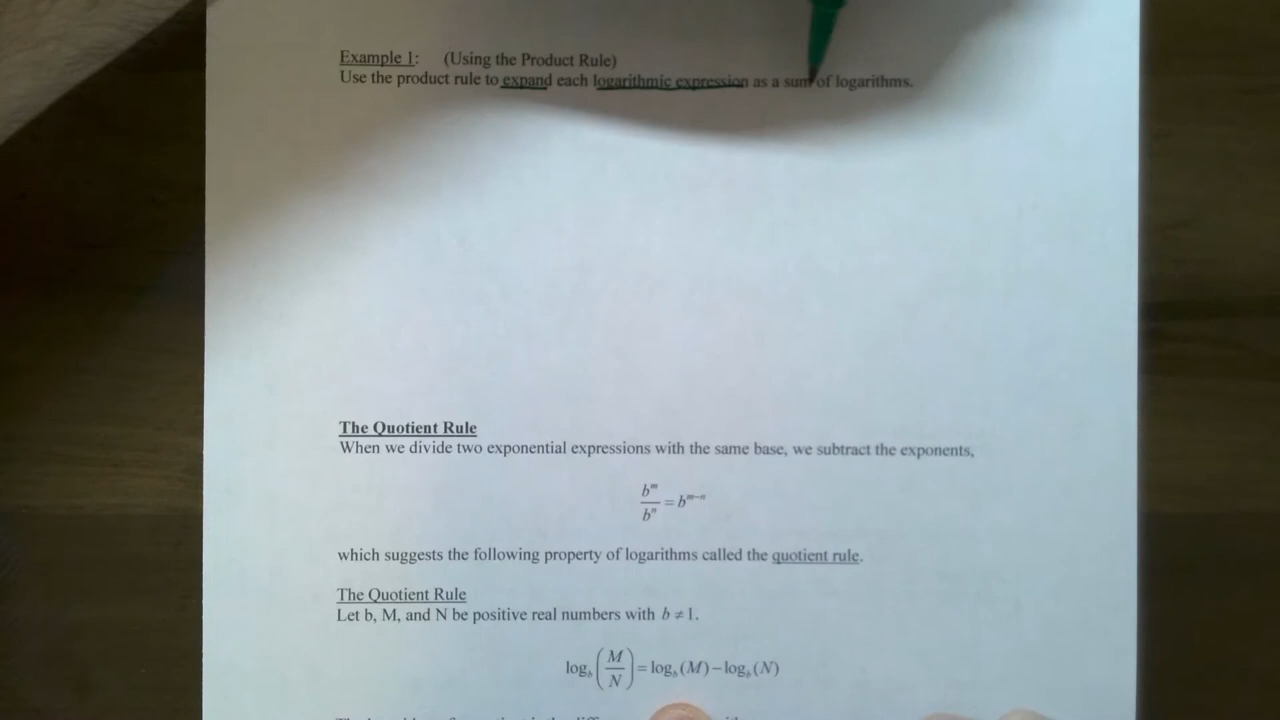 Example 1: (Using the Product Rule)
Use the product rule to expand each logarithmic expression as a sum of logarithms.
The Quotient Rule
When we divide two exponential expressions with the same base, we subtract the exponents,
b^m / b^n = b^(m-n)
which suggests the following property of logarithms called the quotient rule.
The Quotient Rule
Let b, M, and N be positive real numbers with b ≠ 1.
log_b (M/N) = log_b (M) − log_b (N)